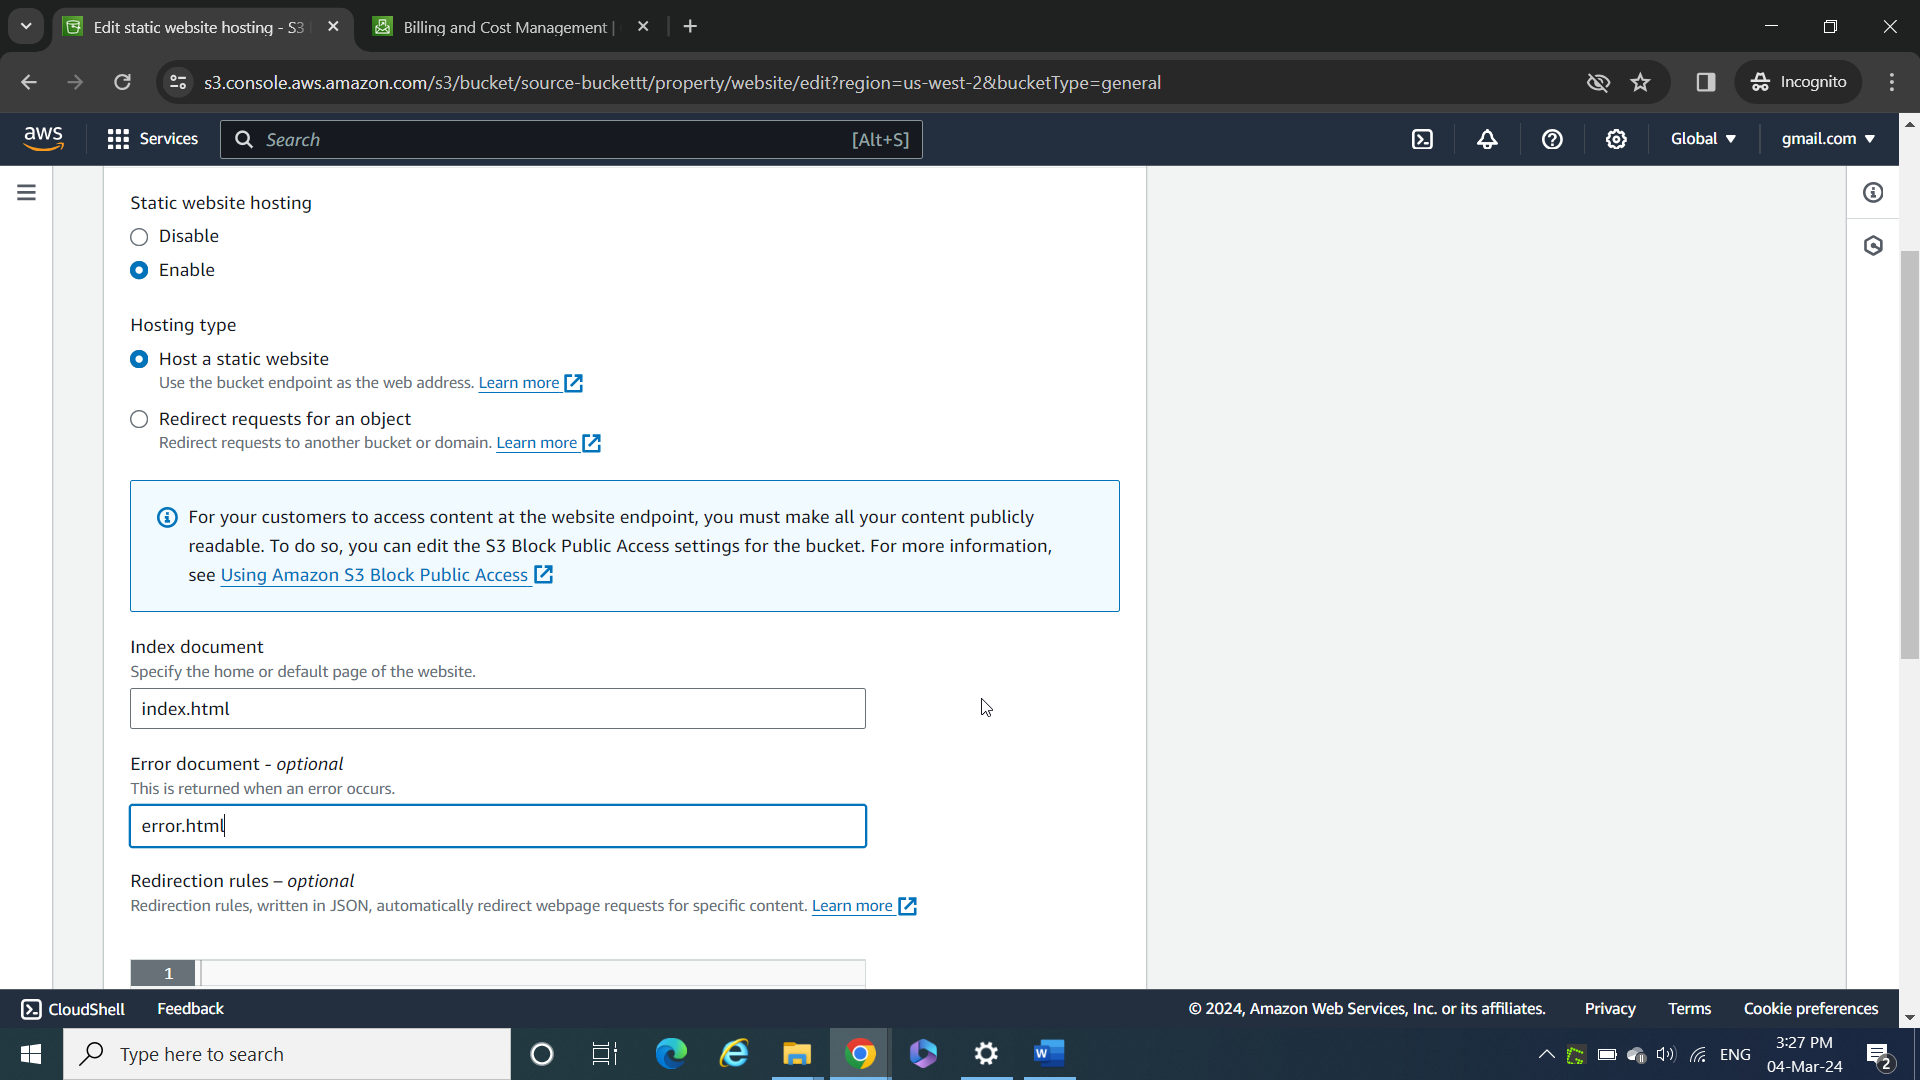 Edit static website hosting - S3
Billing and Cost Management |
s3.console.aws.amazon.com/s3/bucket/source-buckettt/property/website/edit?region=us-west-2&bucketType=general
Incognito
aws
Services
Search
[Alt+S]
Global
gmail.com
Static website hosting
Disable
Enable
Hosting type
Host a static website
Use the bucket endpoint as the web address. Learn more
Redirect requests for an object
Redirect requests to another bucket or domain. Learn more
For your customers to access content at the website endpoint, you must make all your content publicly
readable. To do so, you can edit the S3 Block Public Access settings for the bucket. For more information,
see Using Amazon S3 Block Public Access
Index document
Specify the home or default page of the website.
index.html
Error document - optional
This is returned when an error occurs.
error.html
Redirection rules – optional
Redirection rules, written in JSON, automatically redirect webpage requests for specific content. Learn more
1
CloudShell
Feedback
© 2024, Amazon Web Services, Inc. or its affiliates.
Privacy
Terms
Cookie preferences
Type here to search
ENG
3:27 PM
04-Mar-24
2